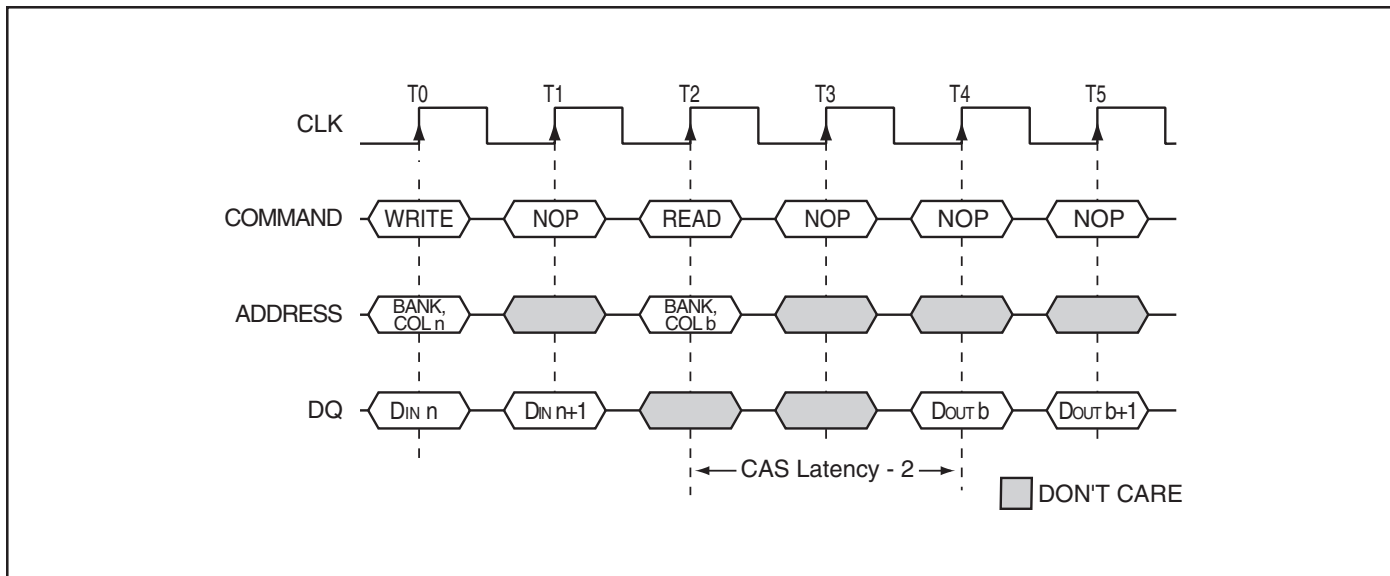 T0 T1 T2 T3 T4 T5
CLK
COMMAND WRITE NOP READ NOP NOP NOP
ADDRESS BANK, COL n BANK, COL b
DQ DIN n DIN n+1 DOUT b DOUT b+1
CAS Latency - 2
DON'T CARE